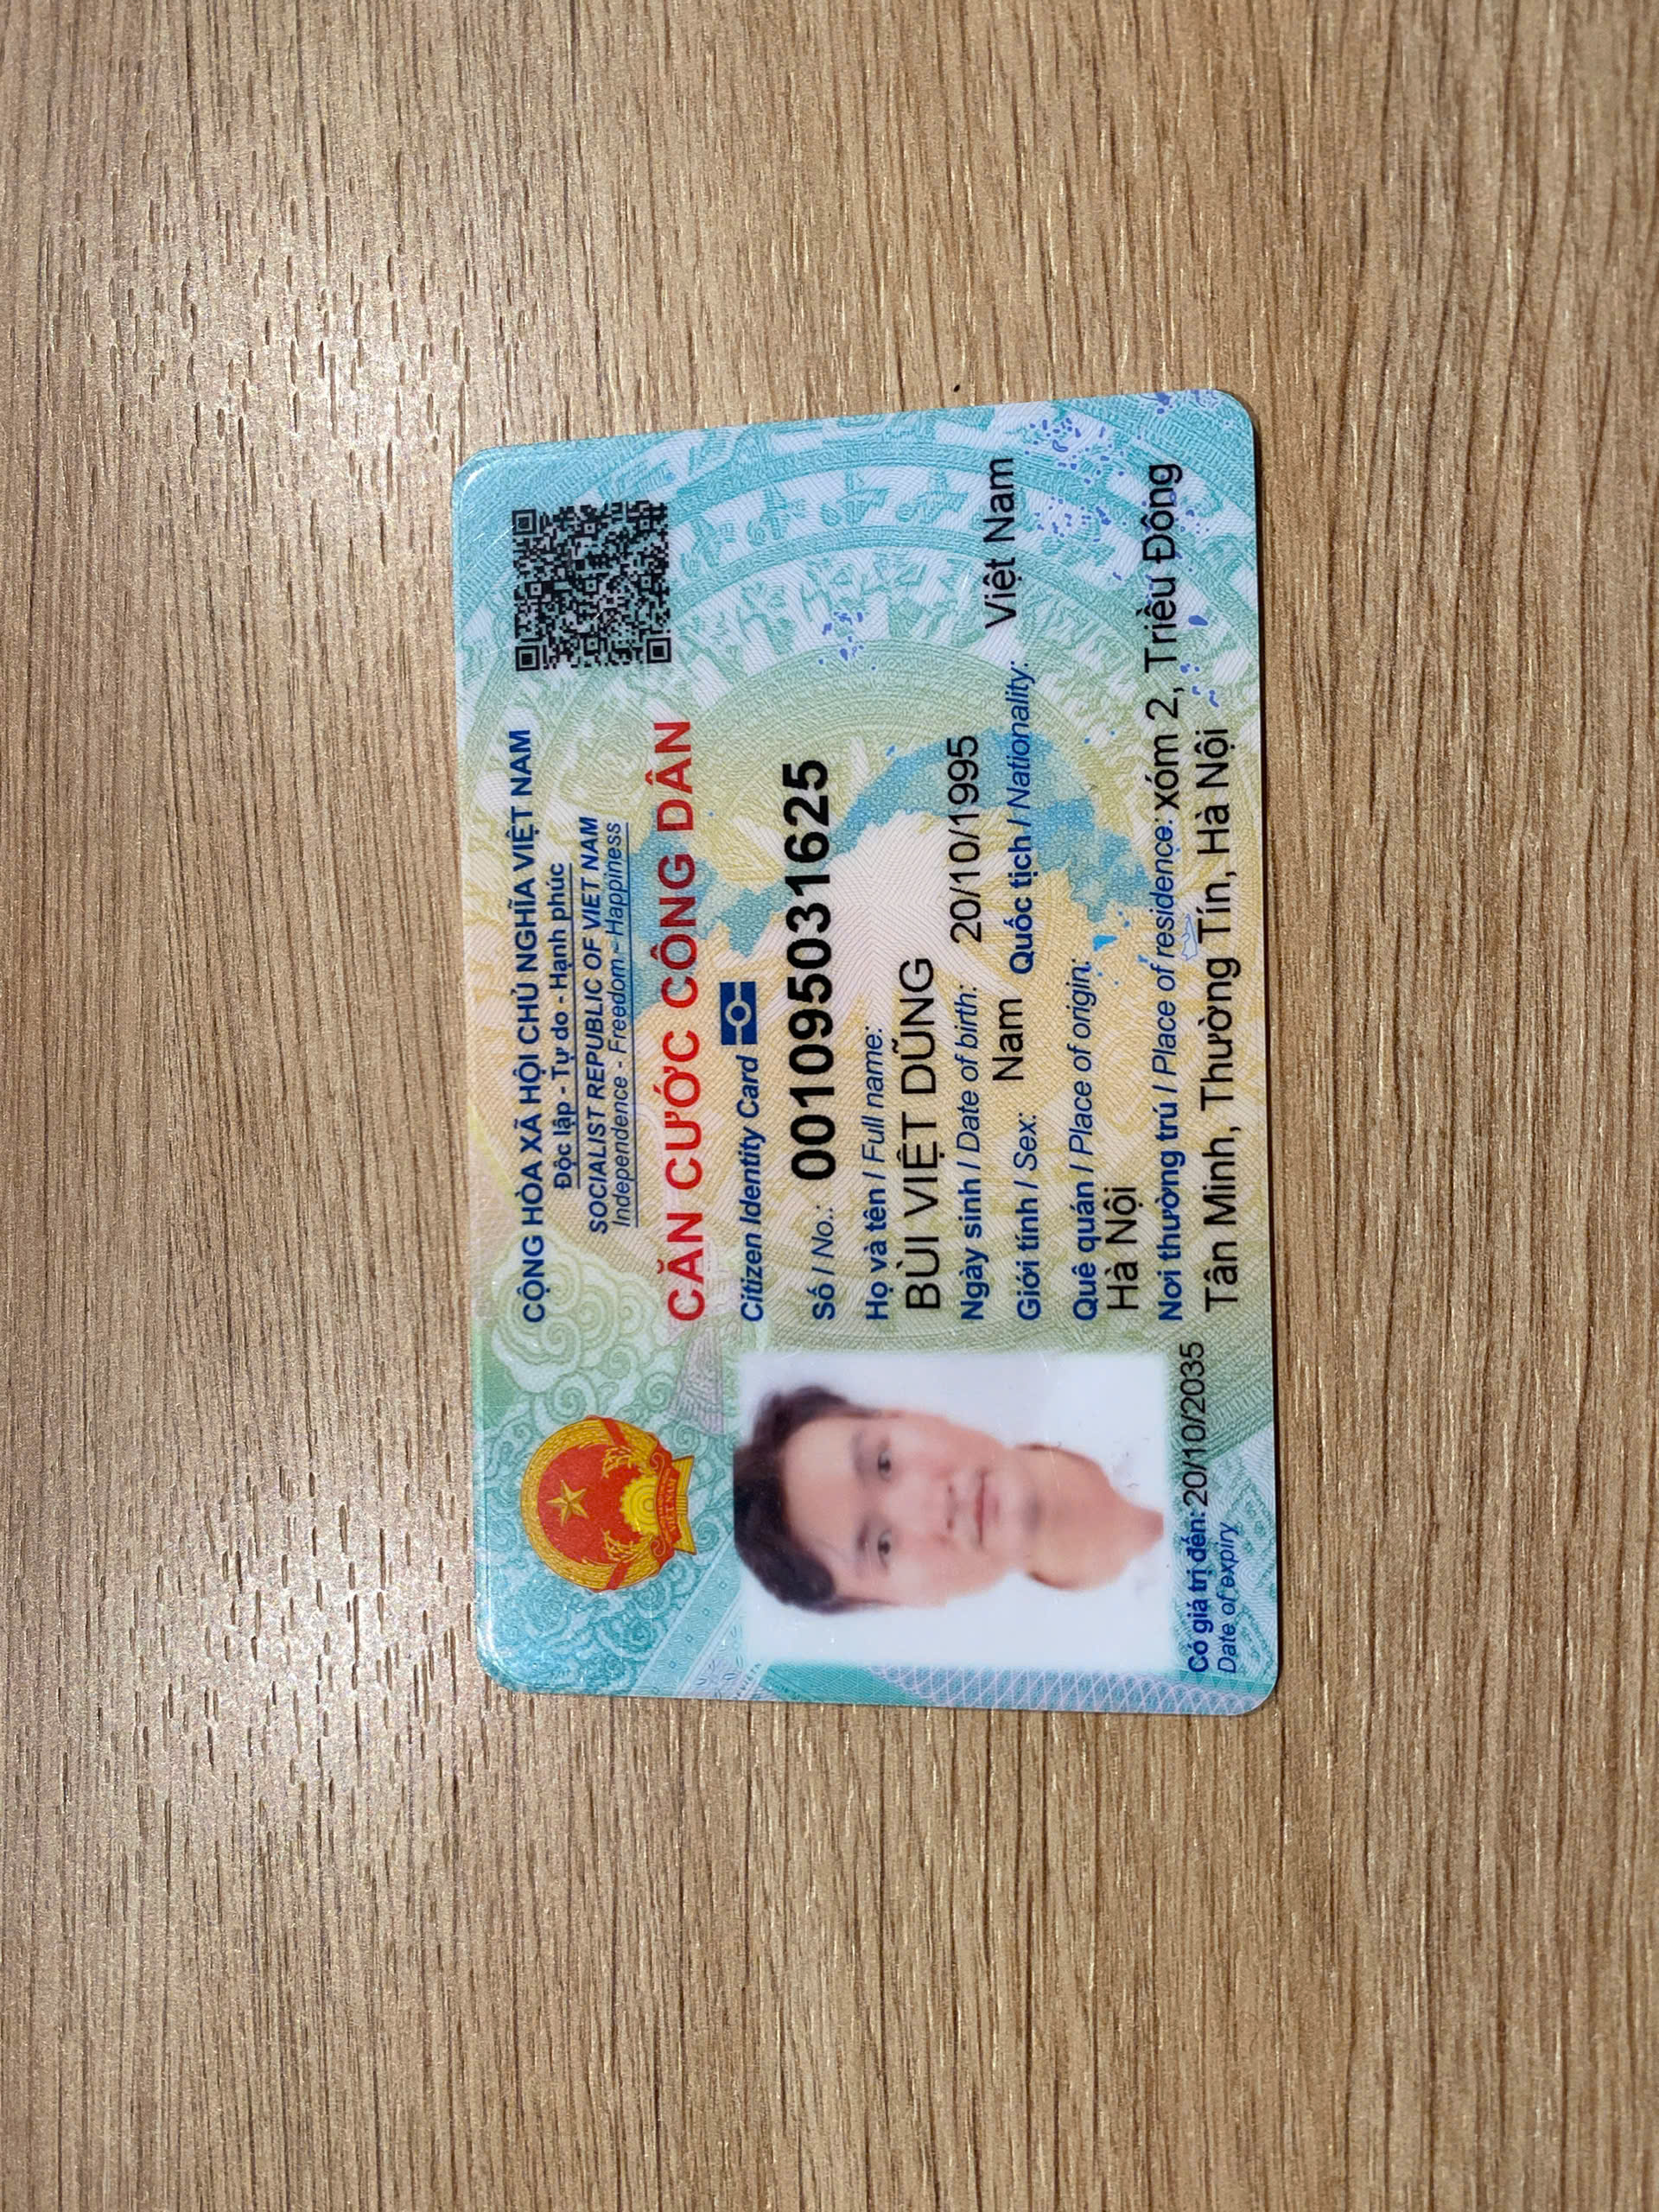 CỘNG HÒA XÃ HỘI CHỦ NGHĨA VIỆT NAM
Độc lập - Tự do - Hạnh phúc
SOCIALIST REPUBLIC OF VIET NAM
Independence - Freedom - Happiness
CĂN CƯỚC CÔNG DÂN
Citizen Identity Card
Số / No.: 001095031625
Họ và tên / Full name:
BÙI VIỆT DŨNG
Ngày sinh / Date of birth: 20/10/1995
Giới tính / Sex: Nam Quốc tịch / Nationality: Việt Nam
Quê quán / Place of origin:
Hà Nội
Nơi thường trú / Place of residence: xóm 2, Triều Đông
Tân Minh, Thường Tín, Hà Nội
Có giá trị đến: 20/10/2035
Date of expiry
VIỆT NAM